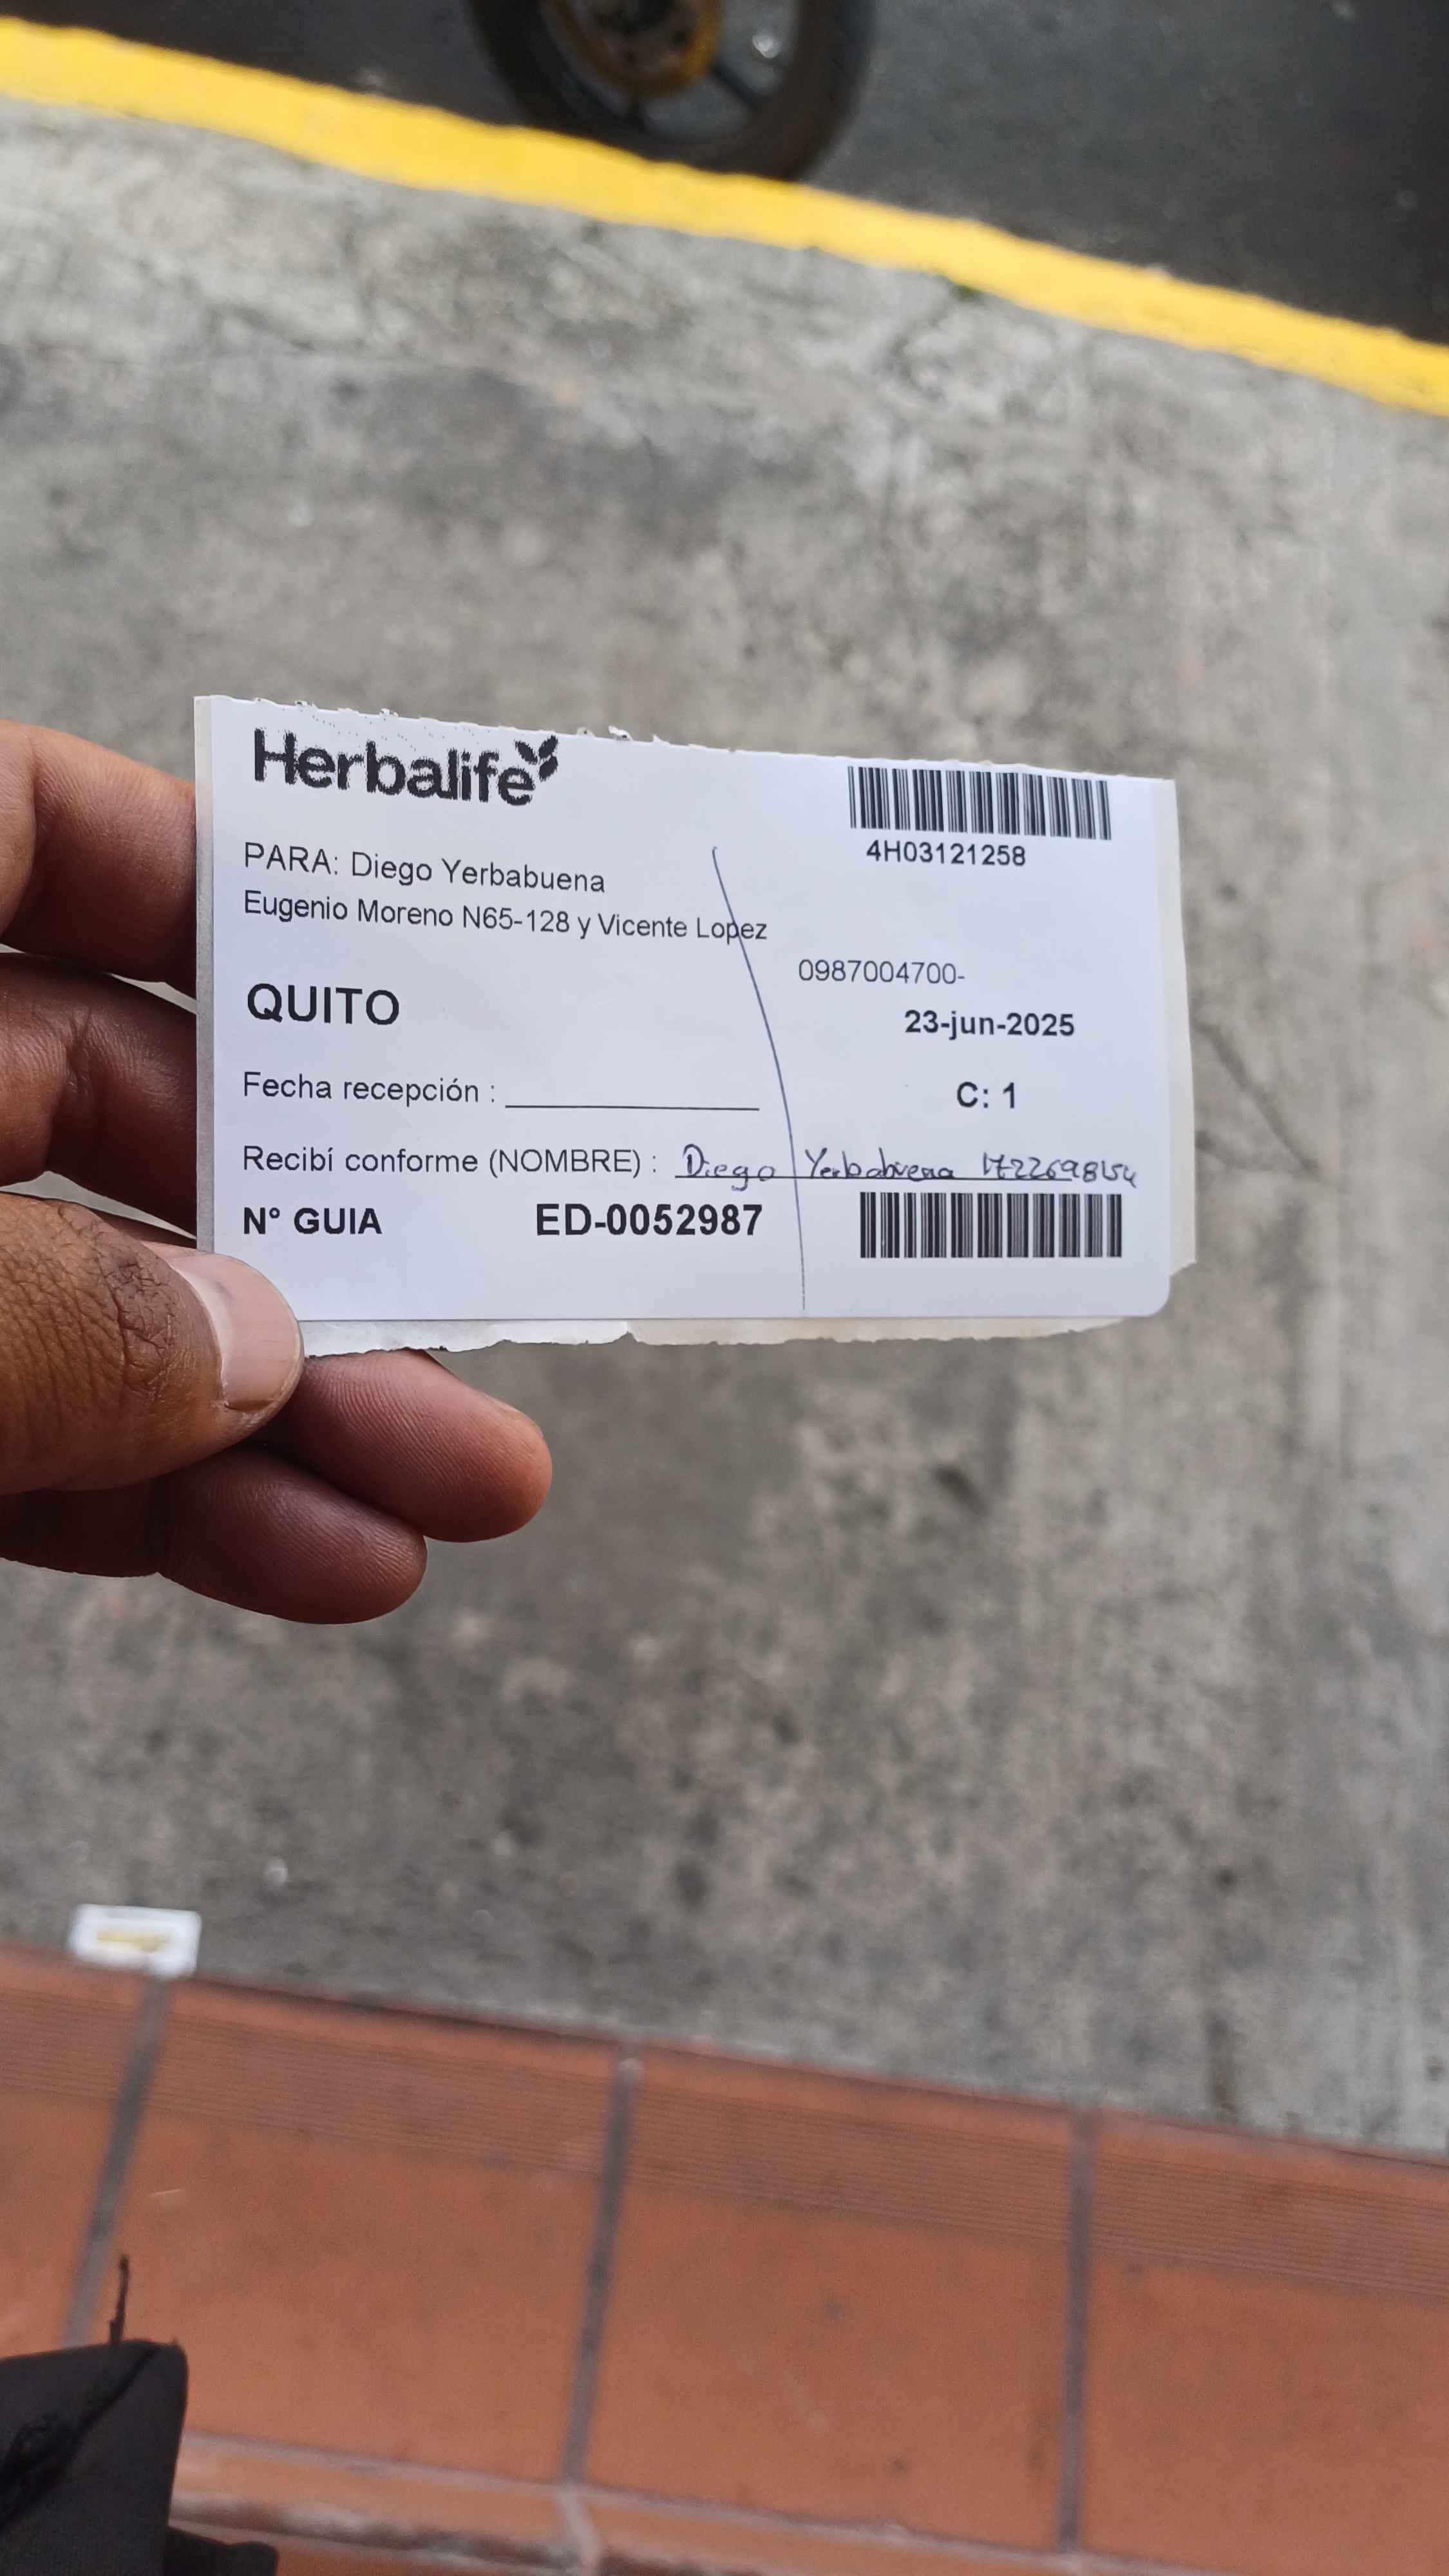 Herbalife
4H03121258
PARA: Diego Yerbabuena
Eugenio Moreno N65-128 y Vicente Lopez
0987004700-
QUITO
23-jun-2025
Fecha recepción : 
C: 1
Recibí conforme (NOMBRE) : Diego Yerbabuena
N° GUIA ED-0052987